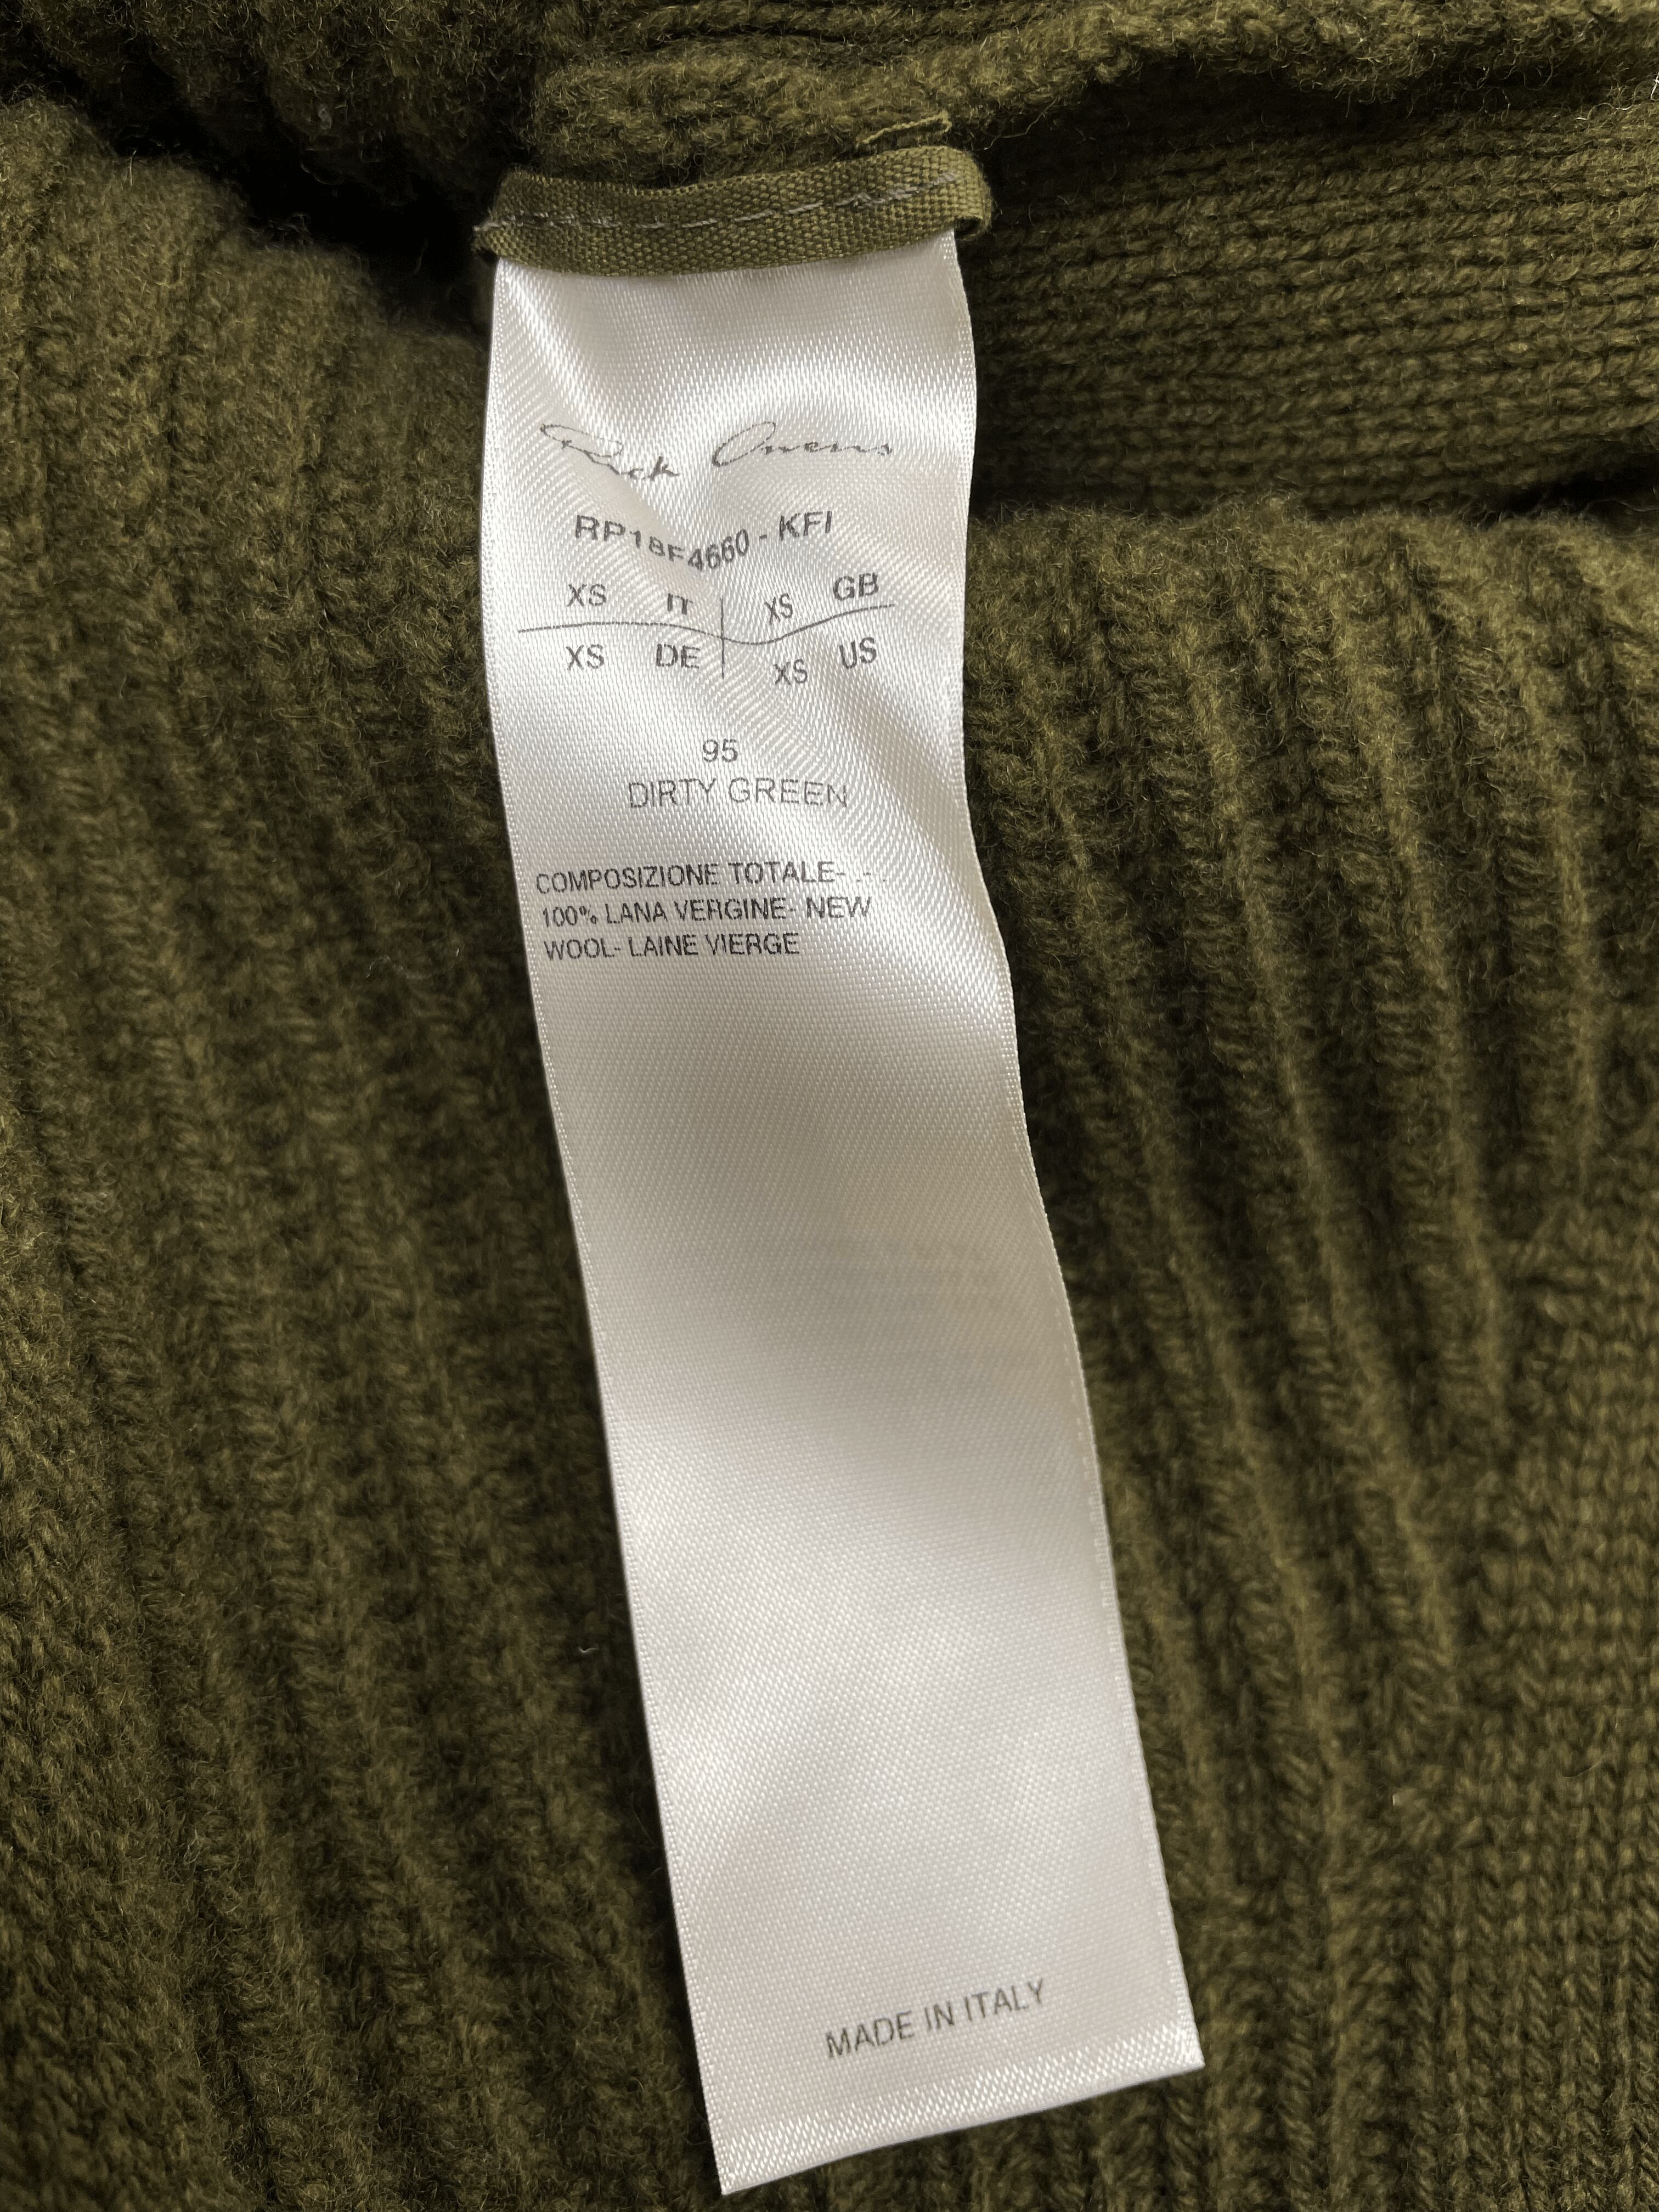 Rick Owens
RP18F4660 - KFI
XS IT XS GB
XS DE XS US
95
DIRTY GREEN
COMPOSIZIONE TOTALE- .-.
100% LANA VERGINE- NEW
WOOL- LAINE VIERGE
MADE IN ITALY